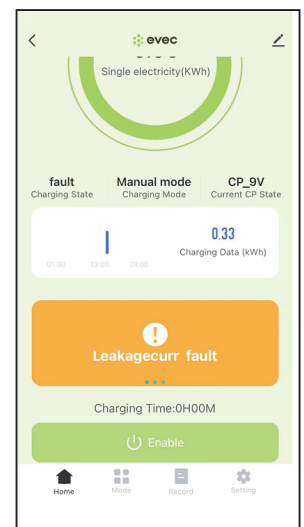 evec
Single electricity(KWh)
fault Manual mode CP_9V
Charging State Charging Mode Current CP State
0.33
Charging Data (kWh)
01:00 13:00 24:00
Leakagecurr fault
Charging Time:0H00M
Enable
Home Mode Record Setting